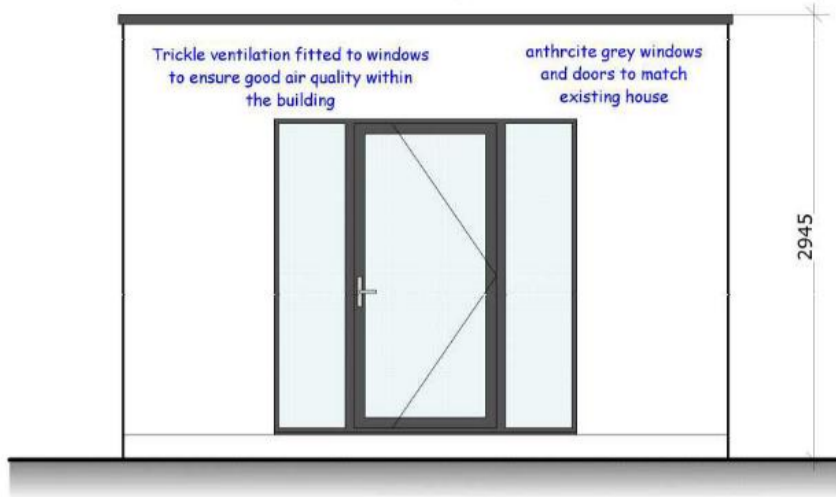 Trickle ventilation fitted to windows
to ensure good air quality within
the building
anthrcite grey windows
and doors to match
existing house
2945